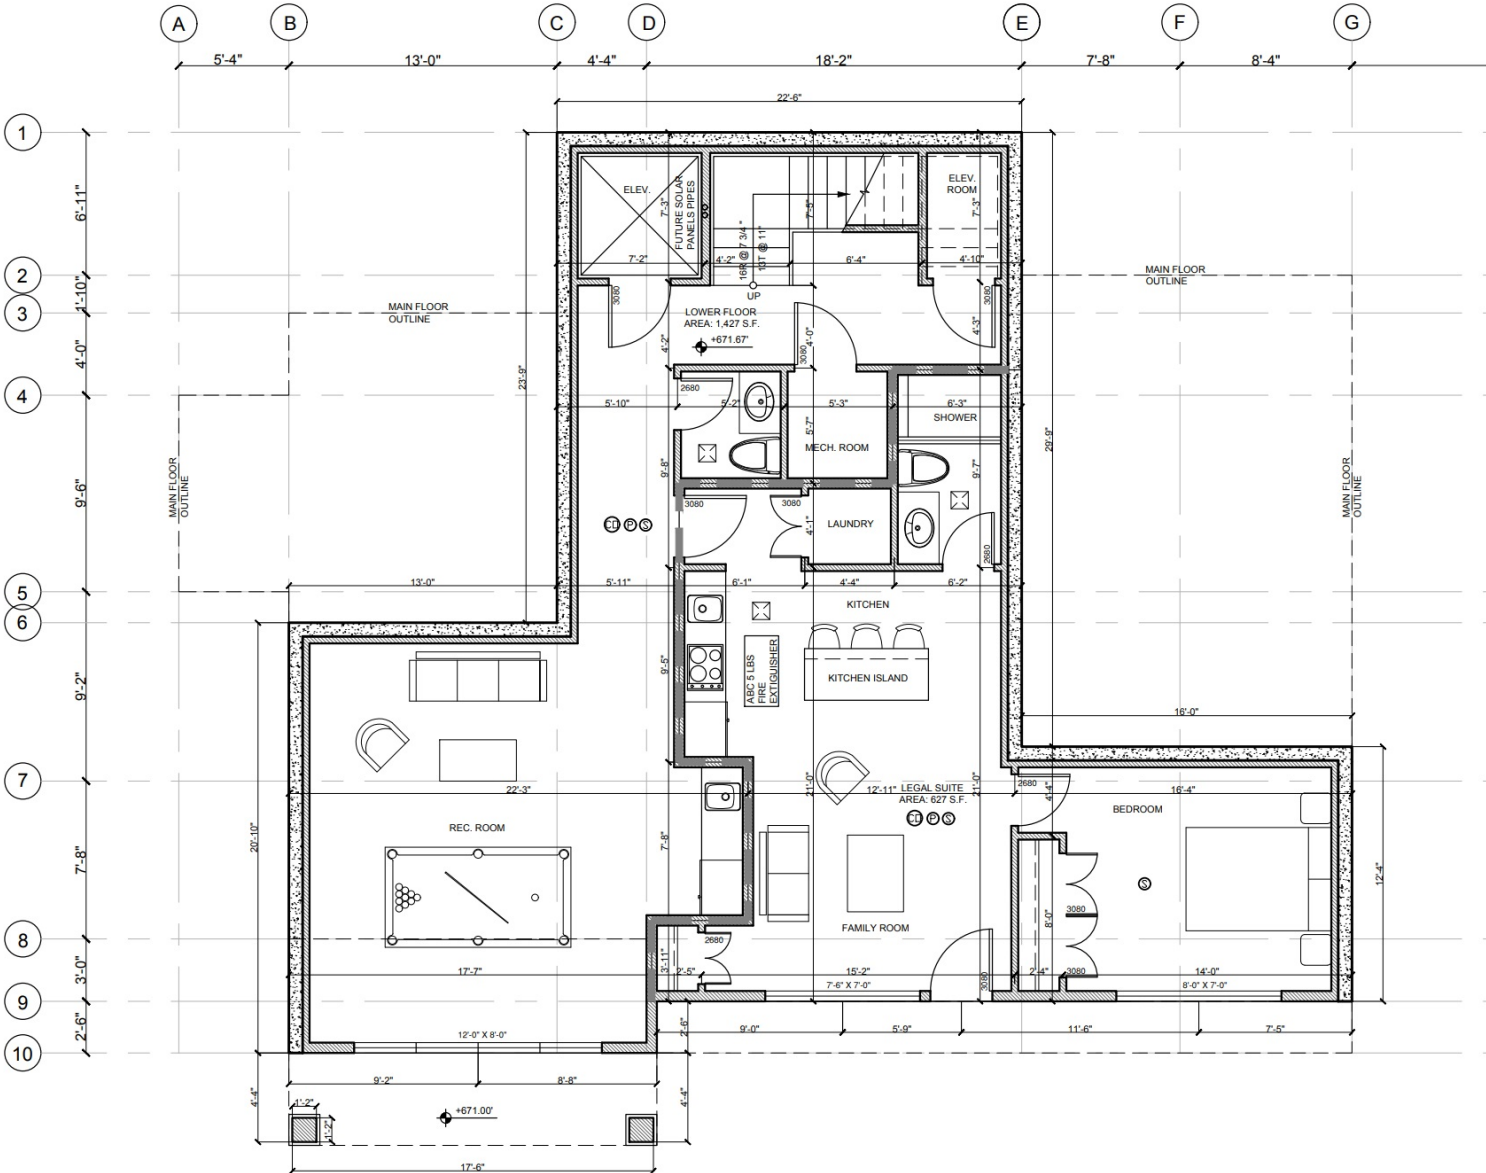 A B C D E F G
5'-4" 13'-0" 4'-4" 18'-2" 7'-8" 8'-4"
22'-6"
1
2
3
4
5
6
7
8
9
10
6'-11"
1'-10"
4'-0"
9'-6"
9'-2"
7'-8"
3'-0"
2'-6"
23'-9"
29'-9"
ELEV.
7'-3"
FUTURE SOLAR
PANELS PIPES
7'-5"
ELEV.
ROOM
7'-3"
16R @ 7 3/4 "
13T @ 11"
7'-2" 4'-2" 6'-4" 4'-10"
UP
3080
3080
MAIN FLOOR
OUTLINE
MAIN FLOOR
OUTLINE
LOWER FLOOR
AREA: 1,427 S.F.
+671.67'
4'-2"
4'-0"
4'-3"
3080
2680
5'-10" 5'-2" 5'-3" 6'-3"
SHOWER
5'-7"
MECH. ROOM
9'-8"
9'-7"
MAIN FLOOR
OUTLINE
MAIN FLOOR
OUTLINE
3080
3080
CD P S
4'-1"
LAUNDRY
2680
13'-0" 5'-11" 6'-1" 4'-4" 6'-2"
KITCHEN
ABC 5 LBS
FIRE
EXTIGUISHER
KITCHEN ISLAND
9'-5"
16'-0"
20'-10"
22'-3"
21'-0"
12'-11"
LEGAL SUITE
AREA: 627 S.F.
21'-0"
CD P S
2680
4'-4"
16'-4"
BEDROOM
REC. ROOM
7'-8"
12'-4"
S
8'-0"
3080
FAMILY ROOM
2680
3'-11"
17'-7" 2'-5" 15'-2" 2'-4" 3080 14'-0"
7'-6" X 7'-0"
3080
8'-0" X 7'-0"
12'-0" X 8'-0"
2'-6"
9'-0" 5'-9" 11'-6" 7'-5"
9'-2" 8'-8"
4'-4"
1'-2"
1'-2"
+671.00'
4'-4"
17'-6"